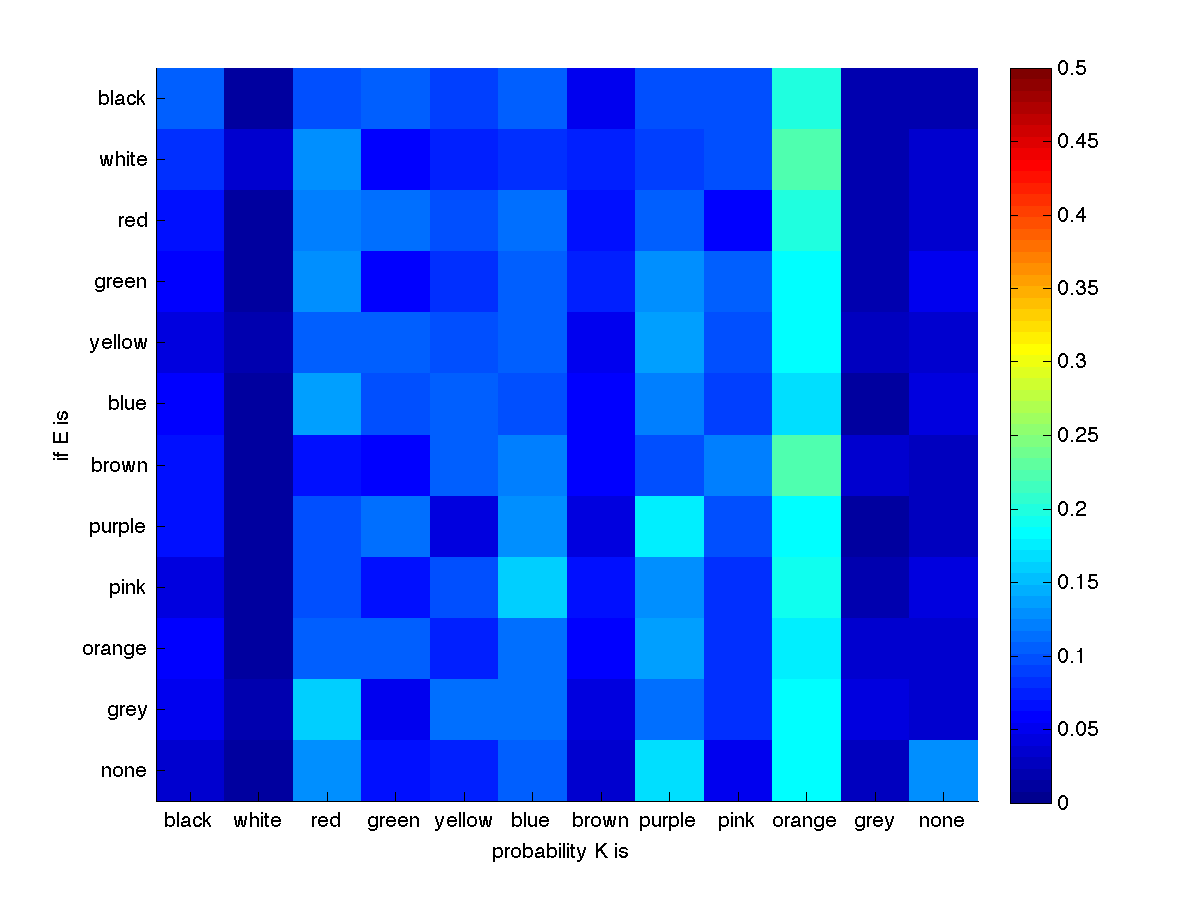 black
white
red
green
yellow
blue
brown
purple
pink
orange
grey
none
if E is
black white red green yellow blue brown purple pink orange grey none
probability K is
0.5
0.45
0.4
0.35
0.3
0.25
0.2
0.15
0.1
0.05
0